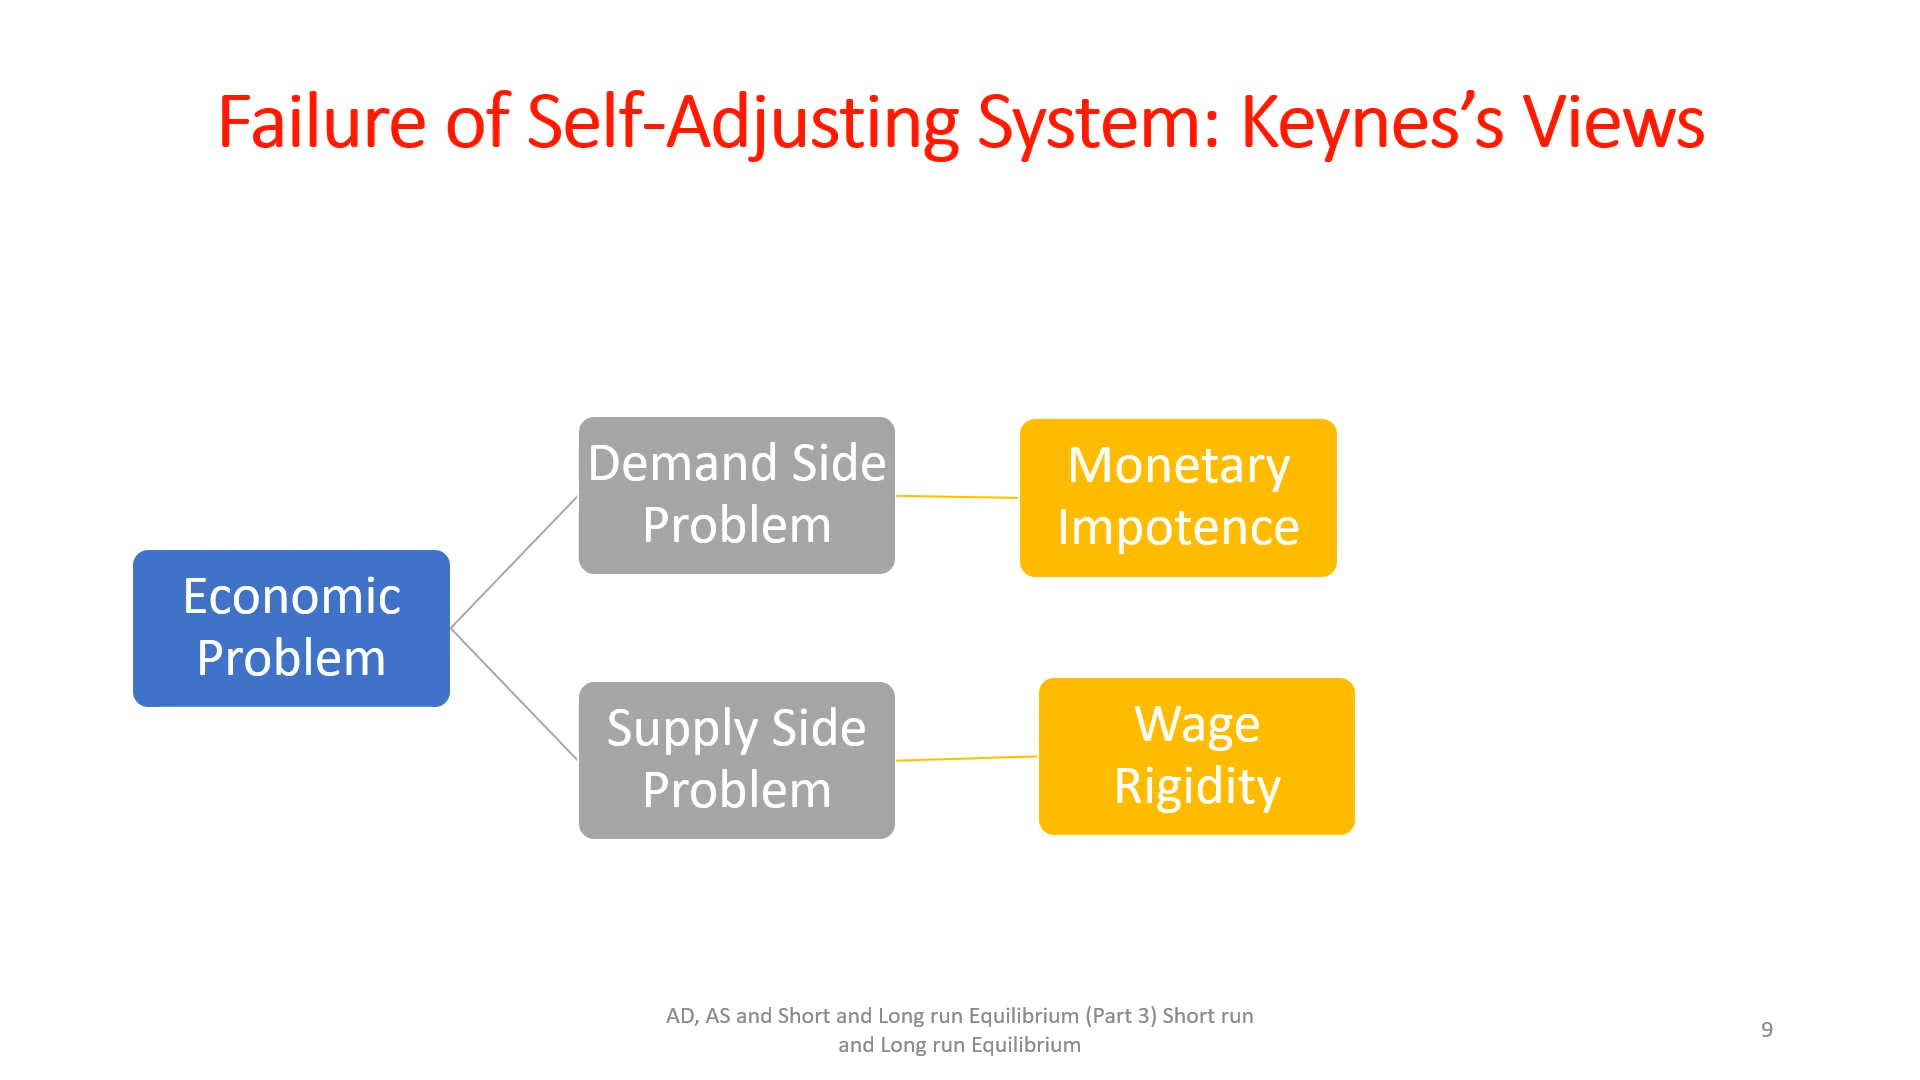 Failure of Self-Adjusting System: Keynes’s Views
Economic
Problem
Demand Side
Problem
Monetary
Impotence
Supply Side
Problem
Wage
Rigidity
AD, AS and Short and Long run Equilibrium (Part 3) Short run
and Long run Equilibrium
9